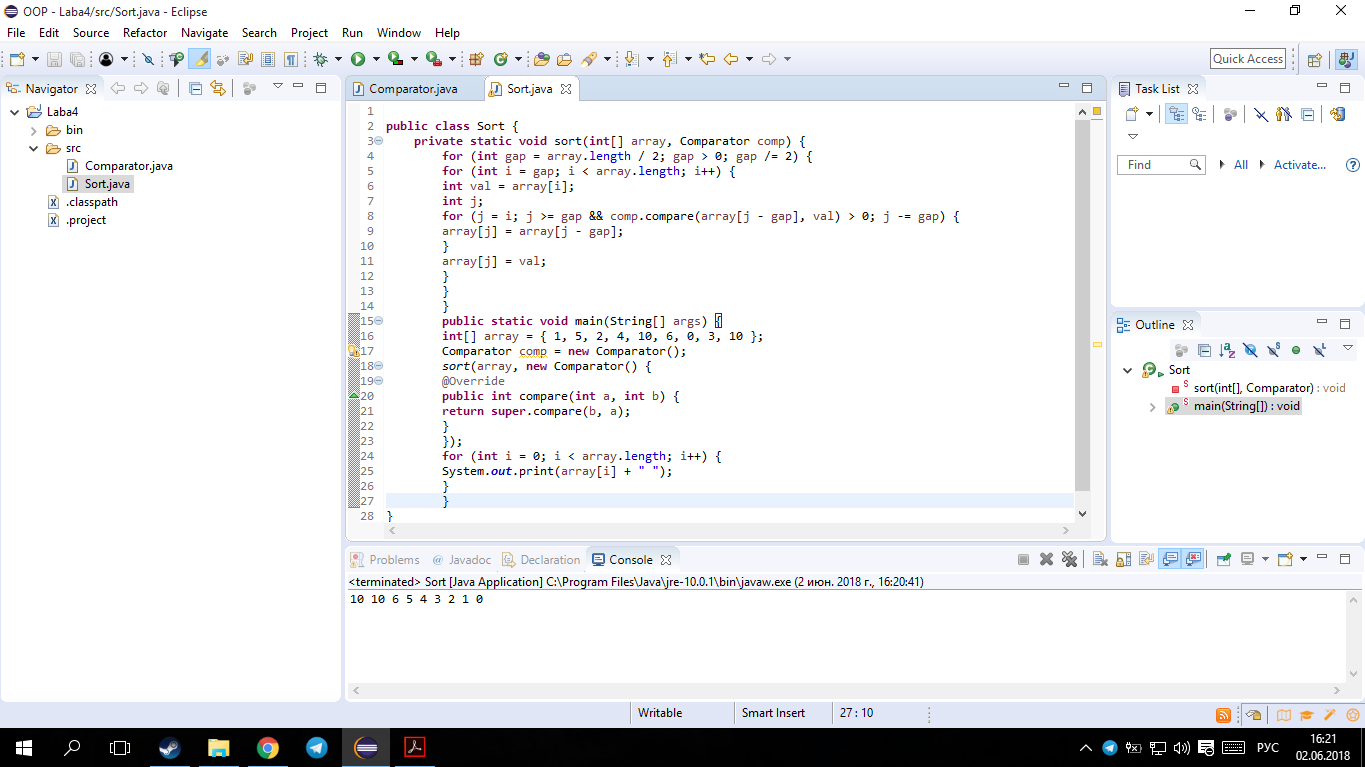 OOP - Laba4/src/Sort.java - Eclipse
File Edit Source Refactor Navigate Search Project Run Window Help
Quick Access
Navigator
Laba4
bin
src
Comparator.java
Sort.java
.classpath
.project
Comparator.java Sort.java
1
2 public class Sort {
3 private static void sort(int[] array, Comparator comp) {
4 for (int gap = array.length / 2; gap > 0; gap /= 2) {
5 for (int i = gap; i < array.length; i++) {
6 int val = array[i];
7 int j;
8 for (j = i; j >= gap && comp.compare(array[j - gap], val) > 0; j -= gap) {
9 array[j] = array[j - gap];
10 }
11 array[j] = val;
12 }
13 }
14 }
15 public static void main(String[] args) {
16 int[] array = { 1, 5, 2, 4, 10, 6, 0, 3, 10 };
17 Comparator comp = new Comparator();
18 sort(array, new Comparator() {
19 @Override
20 public int compare(int a, int b) {
21 return super.compare(b, a);
22 }
23 });
24 for (int i = 0; i < array.length; i++) {
25 System.out.print(array[i] + " ");
26 }
27 }
28 }
Task List
Find All Activate...
Outline
Sort
sort(int[], Comparator) : void
main(String[]) : void
Problems @ Javadoc Declaration Console
<terminated> Sort [Java Application] C:\Program Files\Java\jre-10.0.1\bin\javaw.exe (2 июн. 2018 г., 16:20:41)
10 10 6 5 4 3 2 1 0
Writable Smart Insert 27 : 10
РУС
16:21
02.06.2018